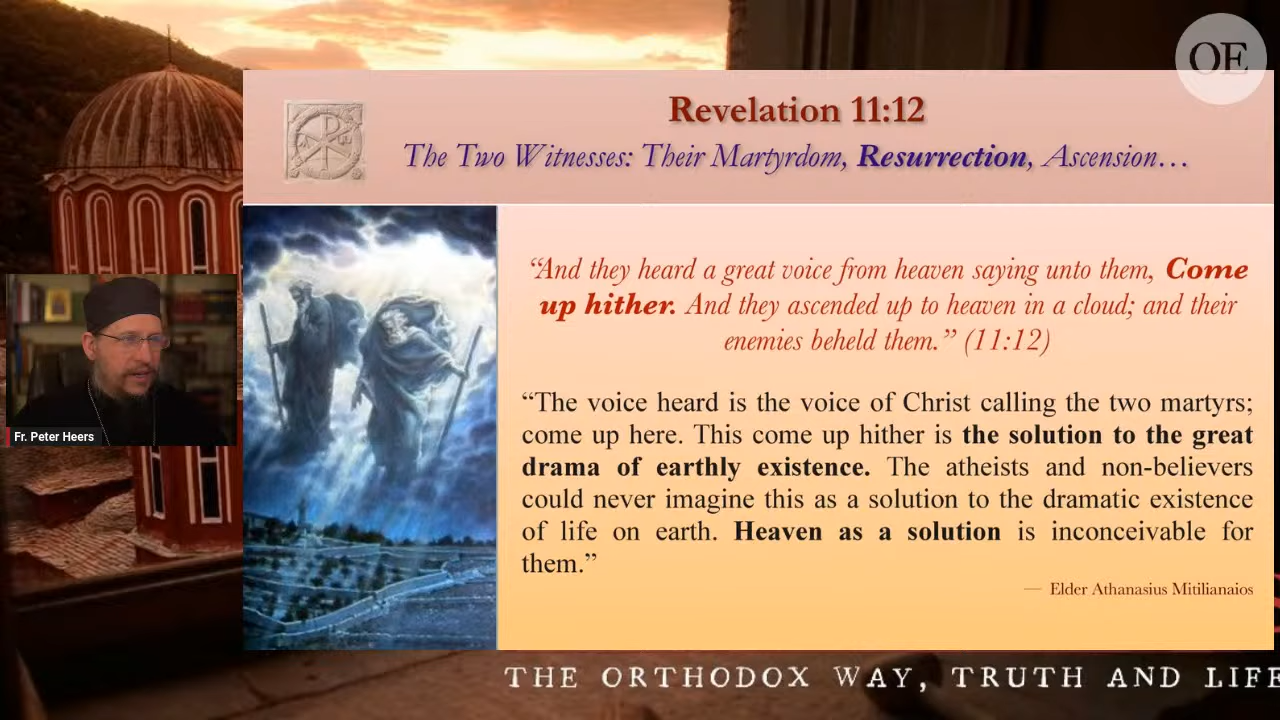 OE
Revelation 11:12
The Two Witnesses: Their Martyrdom, Resurrection, Ascension…
“And they heard a great voice from heaven saying unto them, Come
up hither. And they ascended up to heaven in a cloud; and their
enemies beheld them.” (11:12)
“The voice heard is the voice of Christ calling the two martyrs;
come up here. This come up hither is the solution to the great
drama of earthly existence. The atheists and non-believers
could never imagine this as a solution to the dramatic existence
of life on earth. Heaven as a solution is inconceivable for
them.”
— Elder Athanasius Mitilianaios
Fr. Peter Heers
THE ORTHODOX WAY, TRUTH AND LIFE